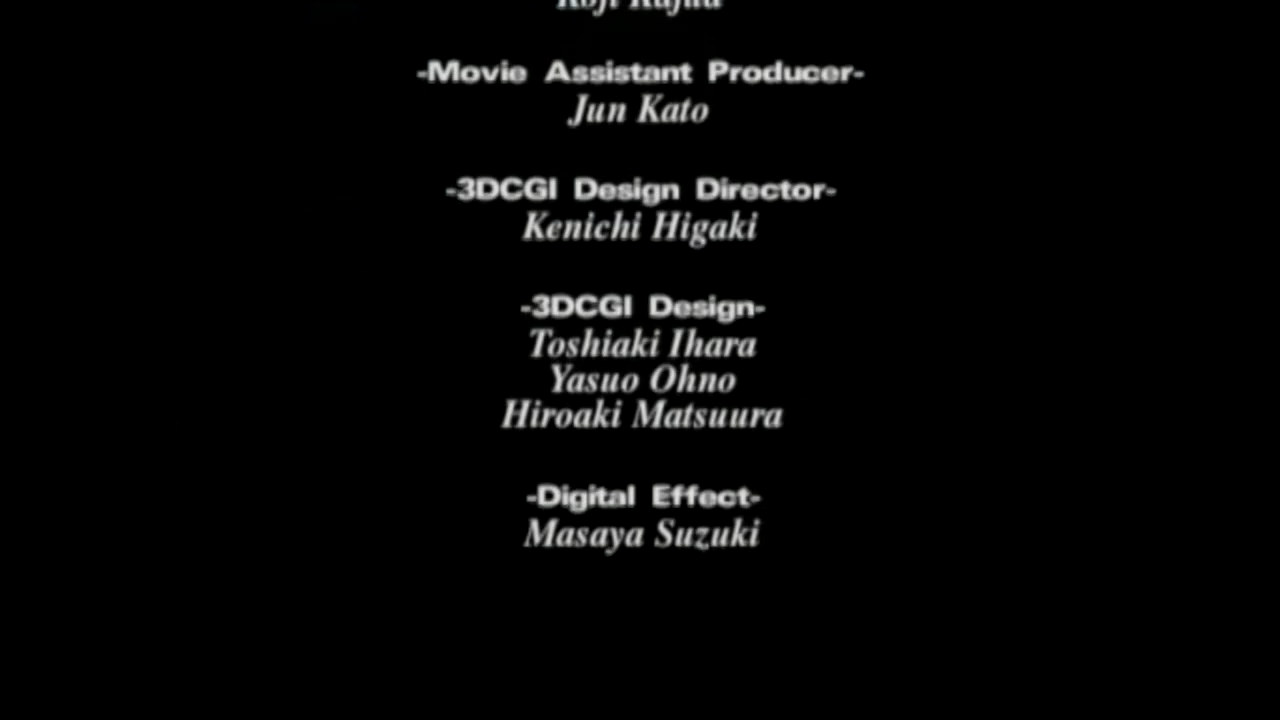 -Movie Assistant Producer-
Jun Kato
-3DCGI Design Director-
Kenichi Higaki
-3DCGI Design-
Toshiaki Ihara
Yasuo Ohno
Hiroaki Matsuura
-Digital Effect-
Masaya Suzuki